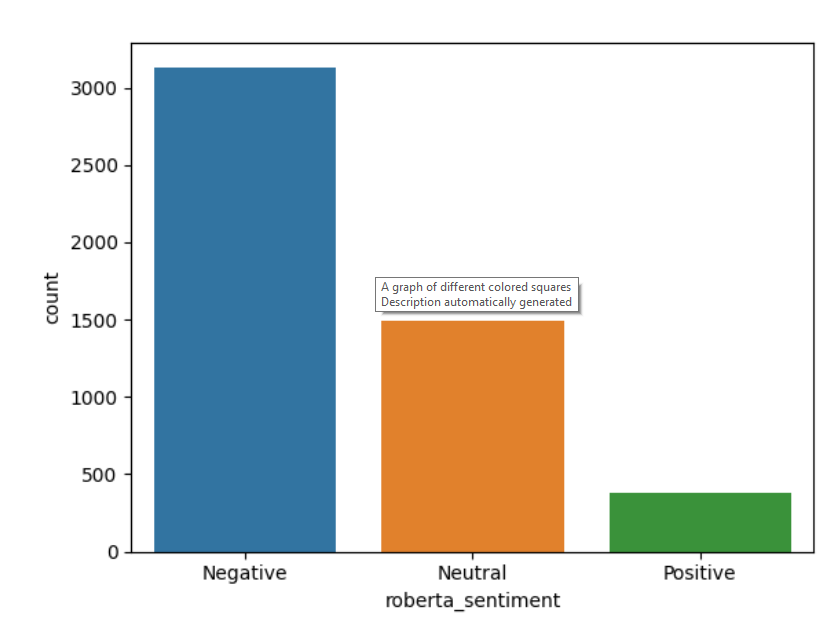 3000
2500
2000
1500
1000
500
0
count
A graph of different colored squares
Description automatically generated
Negative
Neutral
Positive
roberta_sentiment